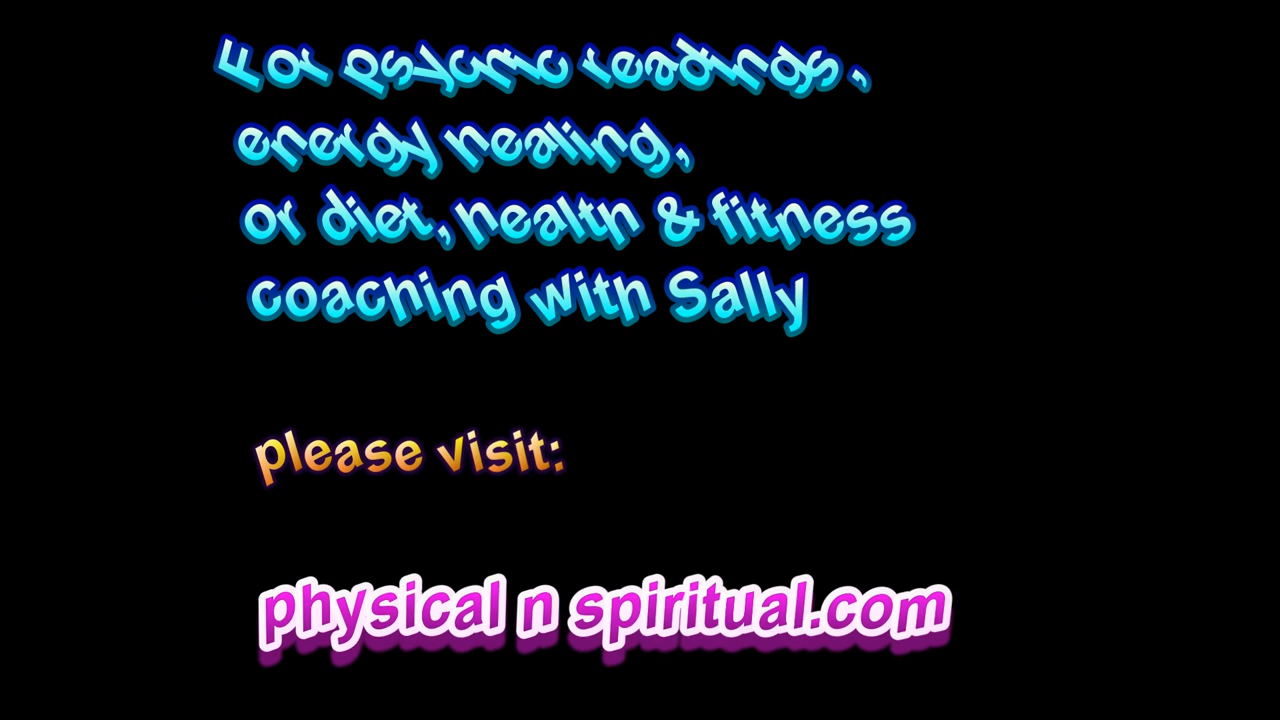 For psychic readings,
energy healing,
or diet, health & fitness
coaching with Sally
please visit:
physical n spiritual.com